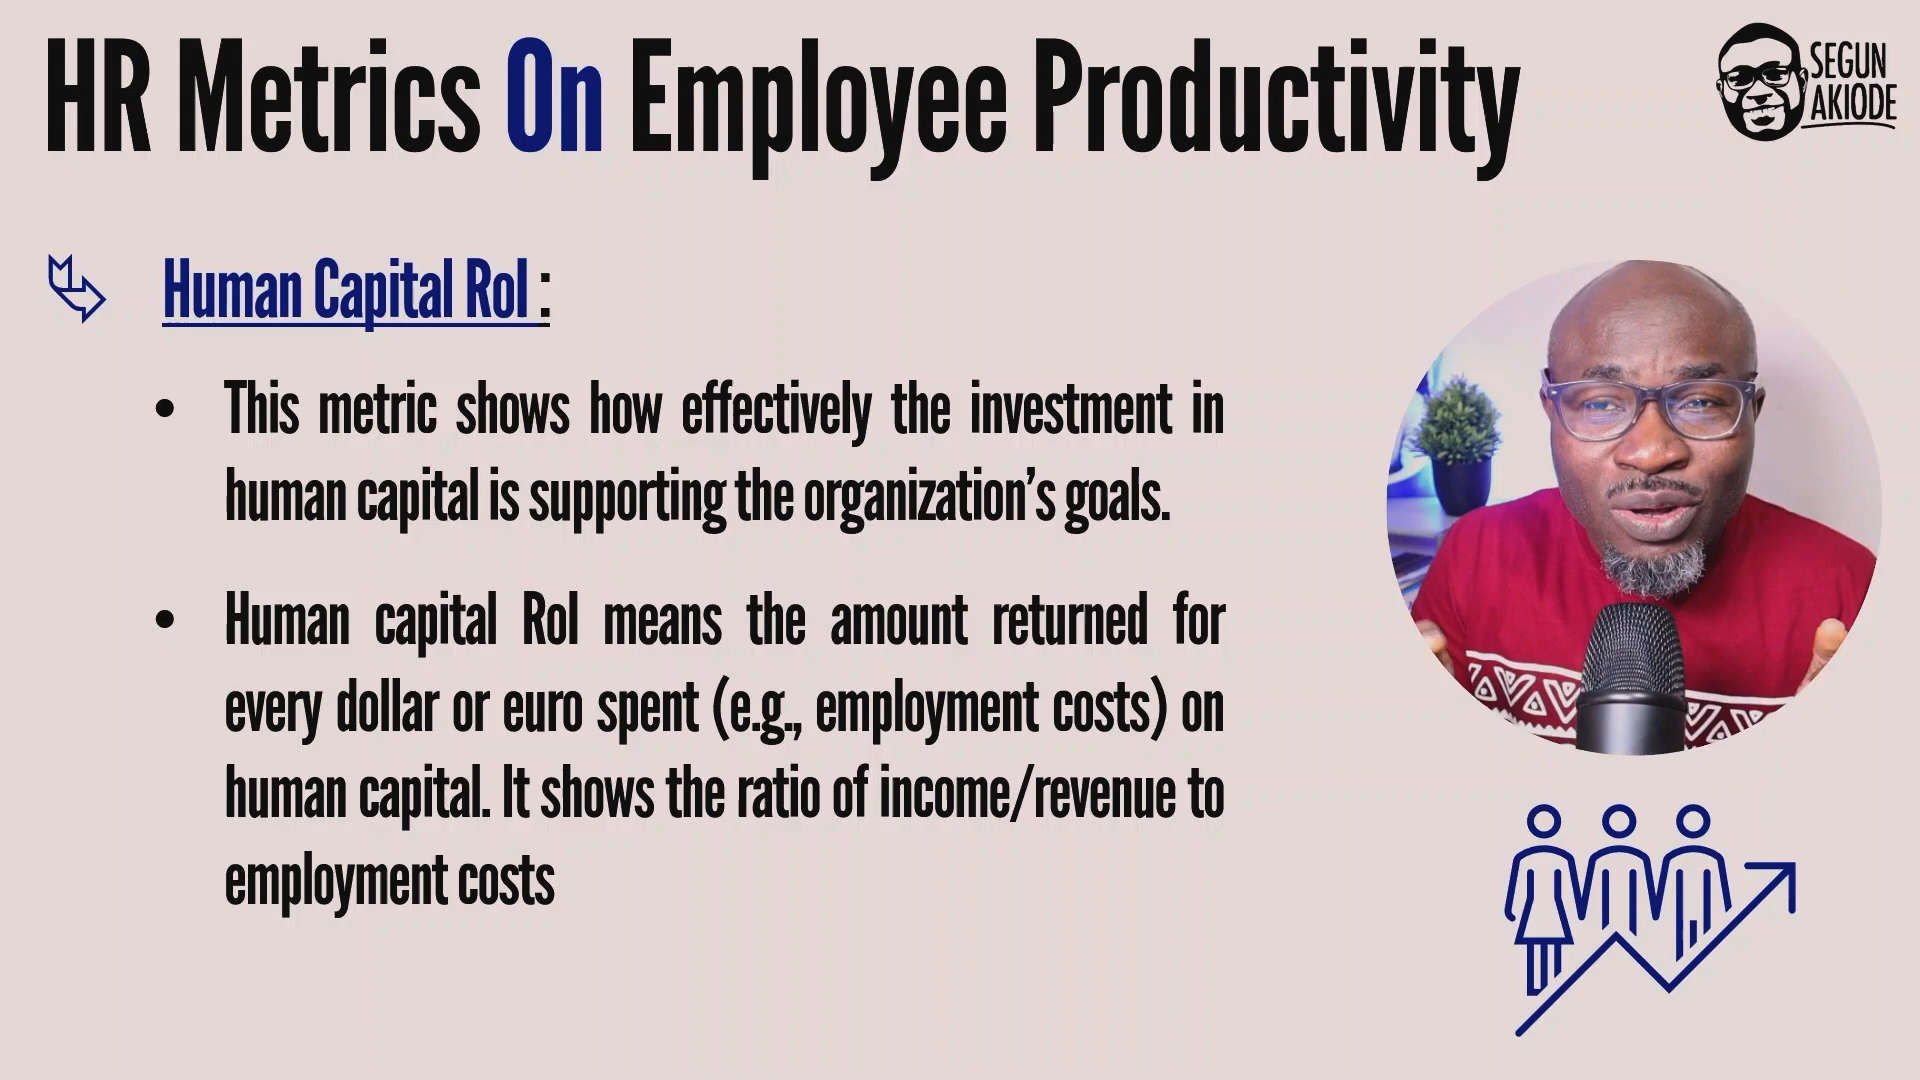 HR Metrics On Employee Productivity
SEGUN
AKIODE
Human Capital RoI :
• This metric shows how effectively the investment in
human capital is supporting the organization’s goals.
• Human capital RoI means the amount returned for
every dollar or euro spent (e.g., employment costs) on
human capital. It shows the ratio of income/revenue to
employment costs